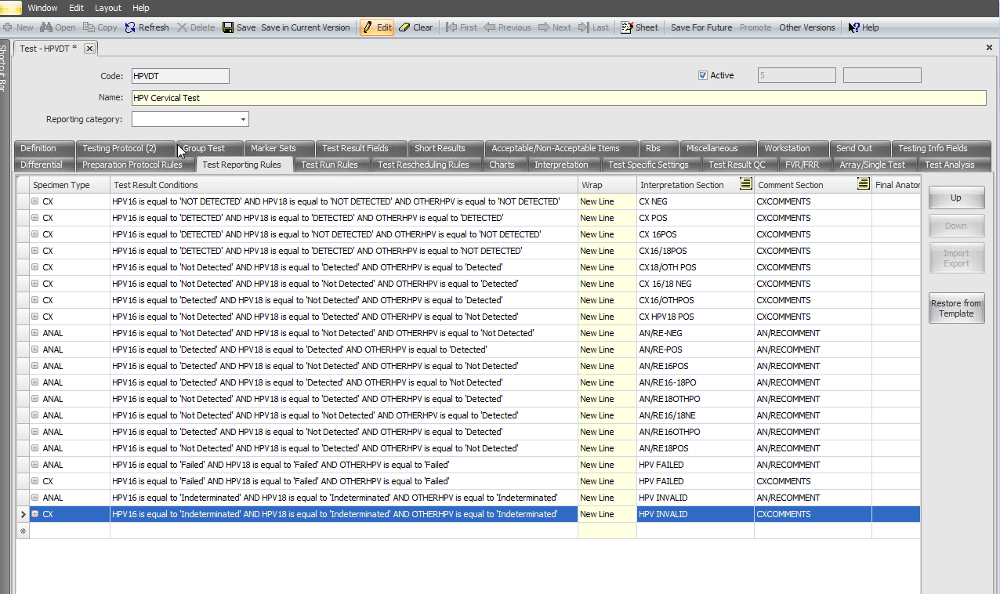 File Window Edit Layout Help
New Open Copy Refresh Delete Save Save in Current Version Edit Clear First Previous Next Last Sheet Save For Future Promote Other Versions Help
Shortcut Bar
Test - HPVDT *
Code: HPVDT Active 5
Name: HPV Cervical Test
Reporting category:
Definition Testing Protocol (2) Group Test Marker Sets Test Result Fields Short Results Acceptable/Non-Acceptable Items Rbs Miscellaneous Workstation Send Out Testing Info Fields
Differential Preparation Protocol Rules Test Reporting Rules Test Run Rules Test Rescheduling Rules Charts Interpretation Test Specific Settings Test Result QC FVR/FRR Array/Single Test Test Analysis
Specimen Type Test Result Conditions Wrap Interpretation Section Comment Section Final Anator
CX HPV16 is equal to 'NOT DETECTED' AND HPV18 is equal to 'NOT DETECTED' AND OTHERHPV is equal to 'NOT DETECTED' New Line CX NEG CXCOMMENTS
CX HPV16 is equal to 'DETECTED' AND HPV18 is equal to 'DETECTED' AND OTHERHPV is equal to 'DETECTED' New Line CX POS CXCOMMENTS
CX HPV16 is equal to 'DETECTED' AND HPV18 is equal to 'NOT DETECTED' AND OTHERHPV is equal to 'NOT DETECTED' New Line CX 16POS CXCOMMENTS
CX HPV16 is equal to 'DETECTED' AND HPV18 is equal to 'DETECTED' AND OTHERHPV is equal to 'NOT DETECTED' New Line CX16/18POS CXCOMMENTS
CX HPV16 is equal to 'Not Detected' AND HPV18 is equal to 'Detected' AND OTHERHPV is equal to 'Detected' New Line CX18/OTH POS CXCOMMENTS
CX HPV16 is equal to 'Not Detected' AND HPV18 is equal to 'Not Detected' AND OTHERHPV is equal to 'Detected' New Line CX 16/18 NEG CXCOMMENTS
CX HPV16 is equal to 'Detected' AND HPV18 is equal to 'Not Detected' AND OTHERHPV is equal to 'Detected' New Line CX16/OTHPOS CXCOMMENTS
CX HPV16 is equal to 'Not Detected' AND HPV18 is equal to 'Detected' AND OTHERHPV is equal to 'Not Detected' New Line CX HPV18 POS CXCOMMENTS
ANAL HPV16 is equal to 'Not Detected' AND HPV18 is equal to 'Not Detected' AND OTHERHPV is equal to 'Not Detected' New Line AN/RE-NEG AN/RECOMMENT
ANAL HPV16 is equal to 'Detected' AND HPV18 is equal to 'Detected' AND OTHERHPV is equal to 'Detected' New Line AN/RE-POS AN/RECOMMENT
ANAL HPV16 is equal to 'Detected' AND HPV18 is equal to 'Not Detected' AND OTHERHPV is equal to 'Not Detected' New Line AN/RE16POS AN/RECOMMENT
ANAL HPV16 is equal to 'Detected' AND HPV18 is equal to 'Detected' AND OTHERHPV is equal to 'Not Detected' New Line AN/RE16-18PO AN/RECOMMENT
ANAL HPV16 is equal to 'Not Detected' AND HPV18 is equal to 'Detected' AND OTHERHPV is equal to 'Detected' New Line AN/RE18OTHPO AN/RECOMMENT
ANAL HPV16 is equal to 'Not Detected' AND HPV18 is equal to 'Not Detected' AND OTHERHPV is equal to 'Detected' New Line AN/RE16/18NE AN/RECOMMENT
ANAL HPV16 is equal to 'Detected' AND HPV18 is equal to 'Not Detected' AND OTHERHPV is equal to 'Detected' New Line AN/RE16OTHPO AN/RECOMMENT
ANAL HPV16 is equal to 'Not Detected' AND HPV18 is equal to 'Detected' AND OTHERHPV is equal to 'Not Detected' New Line AN/RE18POS AN/RECOMMENT
ANAL HPV16 is equal to 'Failed' AND HPV18 is equal to 'Failed' AND OTHERHPV is equal to 'Failed' New Line HPV FAILED AN/RECOMMENT
CX HPV16 is equal to 'Failed' AND HPV18 is equal to 'Failed' AND OTHERHPV is equal to 'Failed' New Line HPV FAILED CXCOMMENTS
ANAL HPV16 is equal to 'Indeterminated' AND HPV18 is equal to 'Indeterminated' AND OTHERHPV is equal to 'Indeterminated' New Line HPV INVALID AN/RECOMMENT
CX HPV16 is equal to 'Indeterminated' AND HPV18 is equal to 'Indeterminated' AND OTHERHPV is equal to 'Indeterminated' New Line HPV INVALID CXCOMMENTS
Up
Down
Import
Export
Restore from
Template